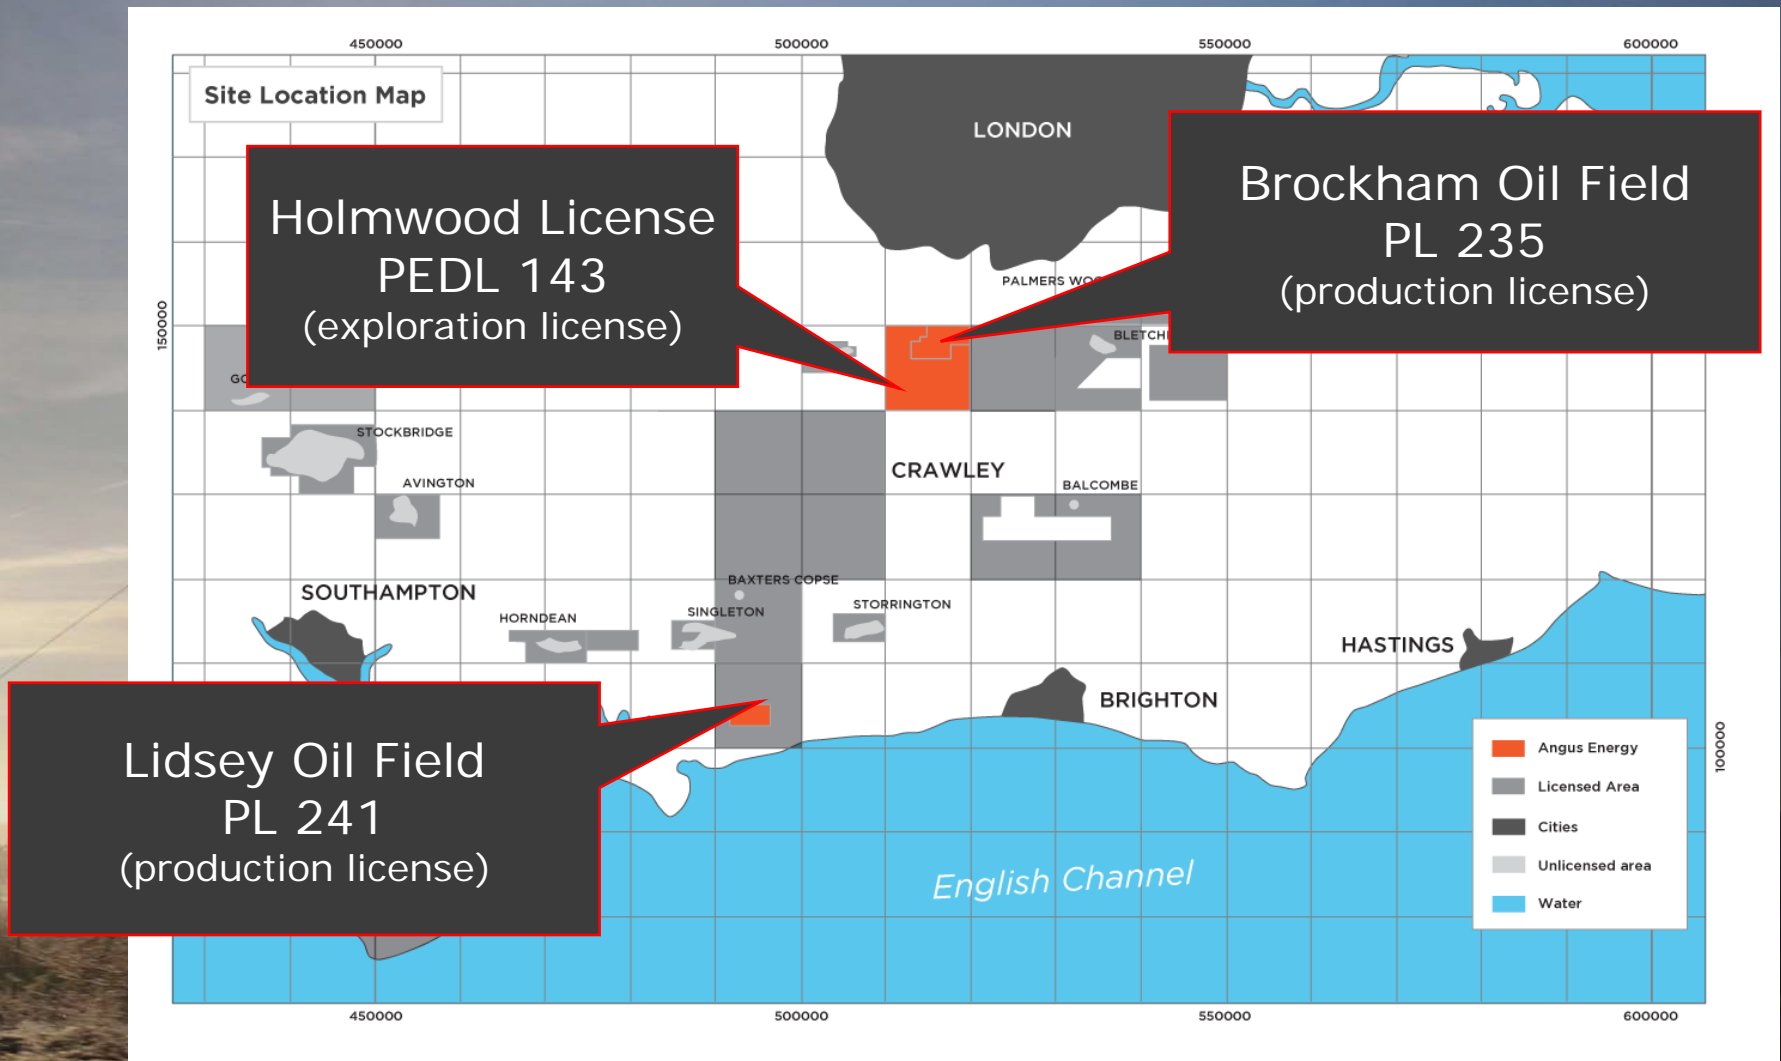 450000
500000
550000
600000
Site Location Map
LONDON
Holmwood License
PEDL 143
(exploration license)
Brockham Oil Field
PL 235
(production license)
PALMERS
150000
STOCKBRIDGE
AVINGTON
CRAWLEY
BALCOMBE
BAXTERS COPSE
SOUTHAMPTON
HORNDEAN
SINGLETON
STORRINGTON
HASTINGS
BRIGHTON
Lidsey Oil Field
PL 241
(production license)
100000
Angus Energy
Licensed Area
Cities
Unlicensed area
Water
English Channel
450000
500000
550000
600000